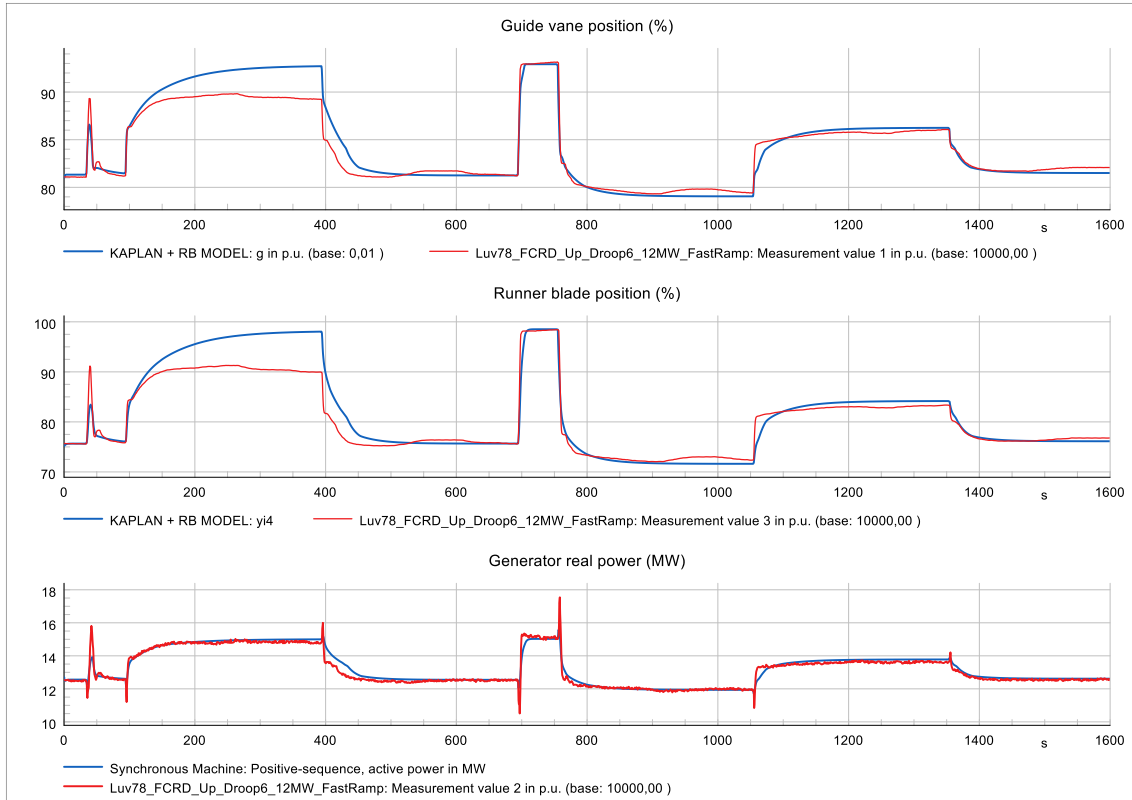 Guide vane position (%)
90
85
80
0 200 400 600 800 1000 1200 1400 s 1600
KAPLAN + RB MODEL: g in p.u. (base: 0,01 ) Luv78_FCRD_Up_Droop6_12MW_FastRamp: Measurement value 1 in p.u. (base: 10000,00 )
Runner blade position (%)
100
90
80
70
0 200 400 600 800 1000 1200 1400 s 1600
KAPLAN + RB MODEL: yi4 Luv78_FCRD_Up_Droop6_12MW_FastRamp: Measurement value 3 in p.u. (base: 10000,00 )
Generator real power (MW)
18
16
14
12
10
0 200 400 600 800 1000 1200 1400 s 1600
Synchronous Machine: Positive-sequence, active power in MW
Luv78_FCRD_Up_Droop6_12MW_FastRamp: Measurement value 2 in p.u. (base: 10000,00 )